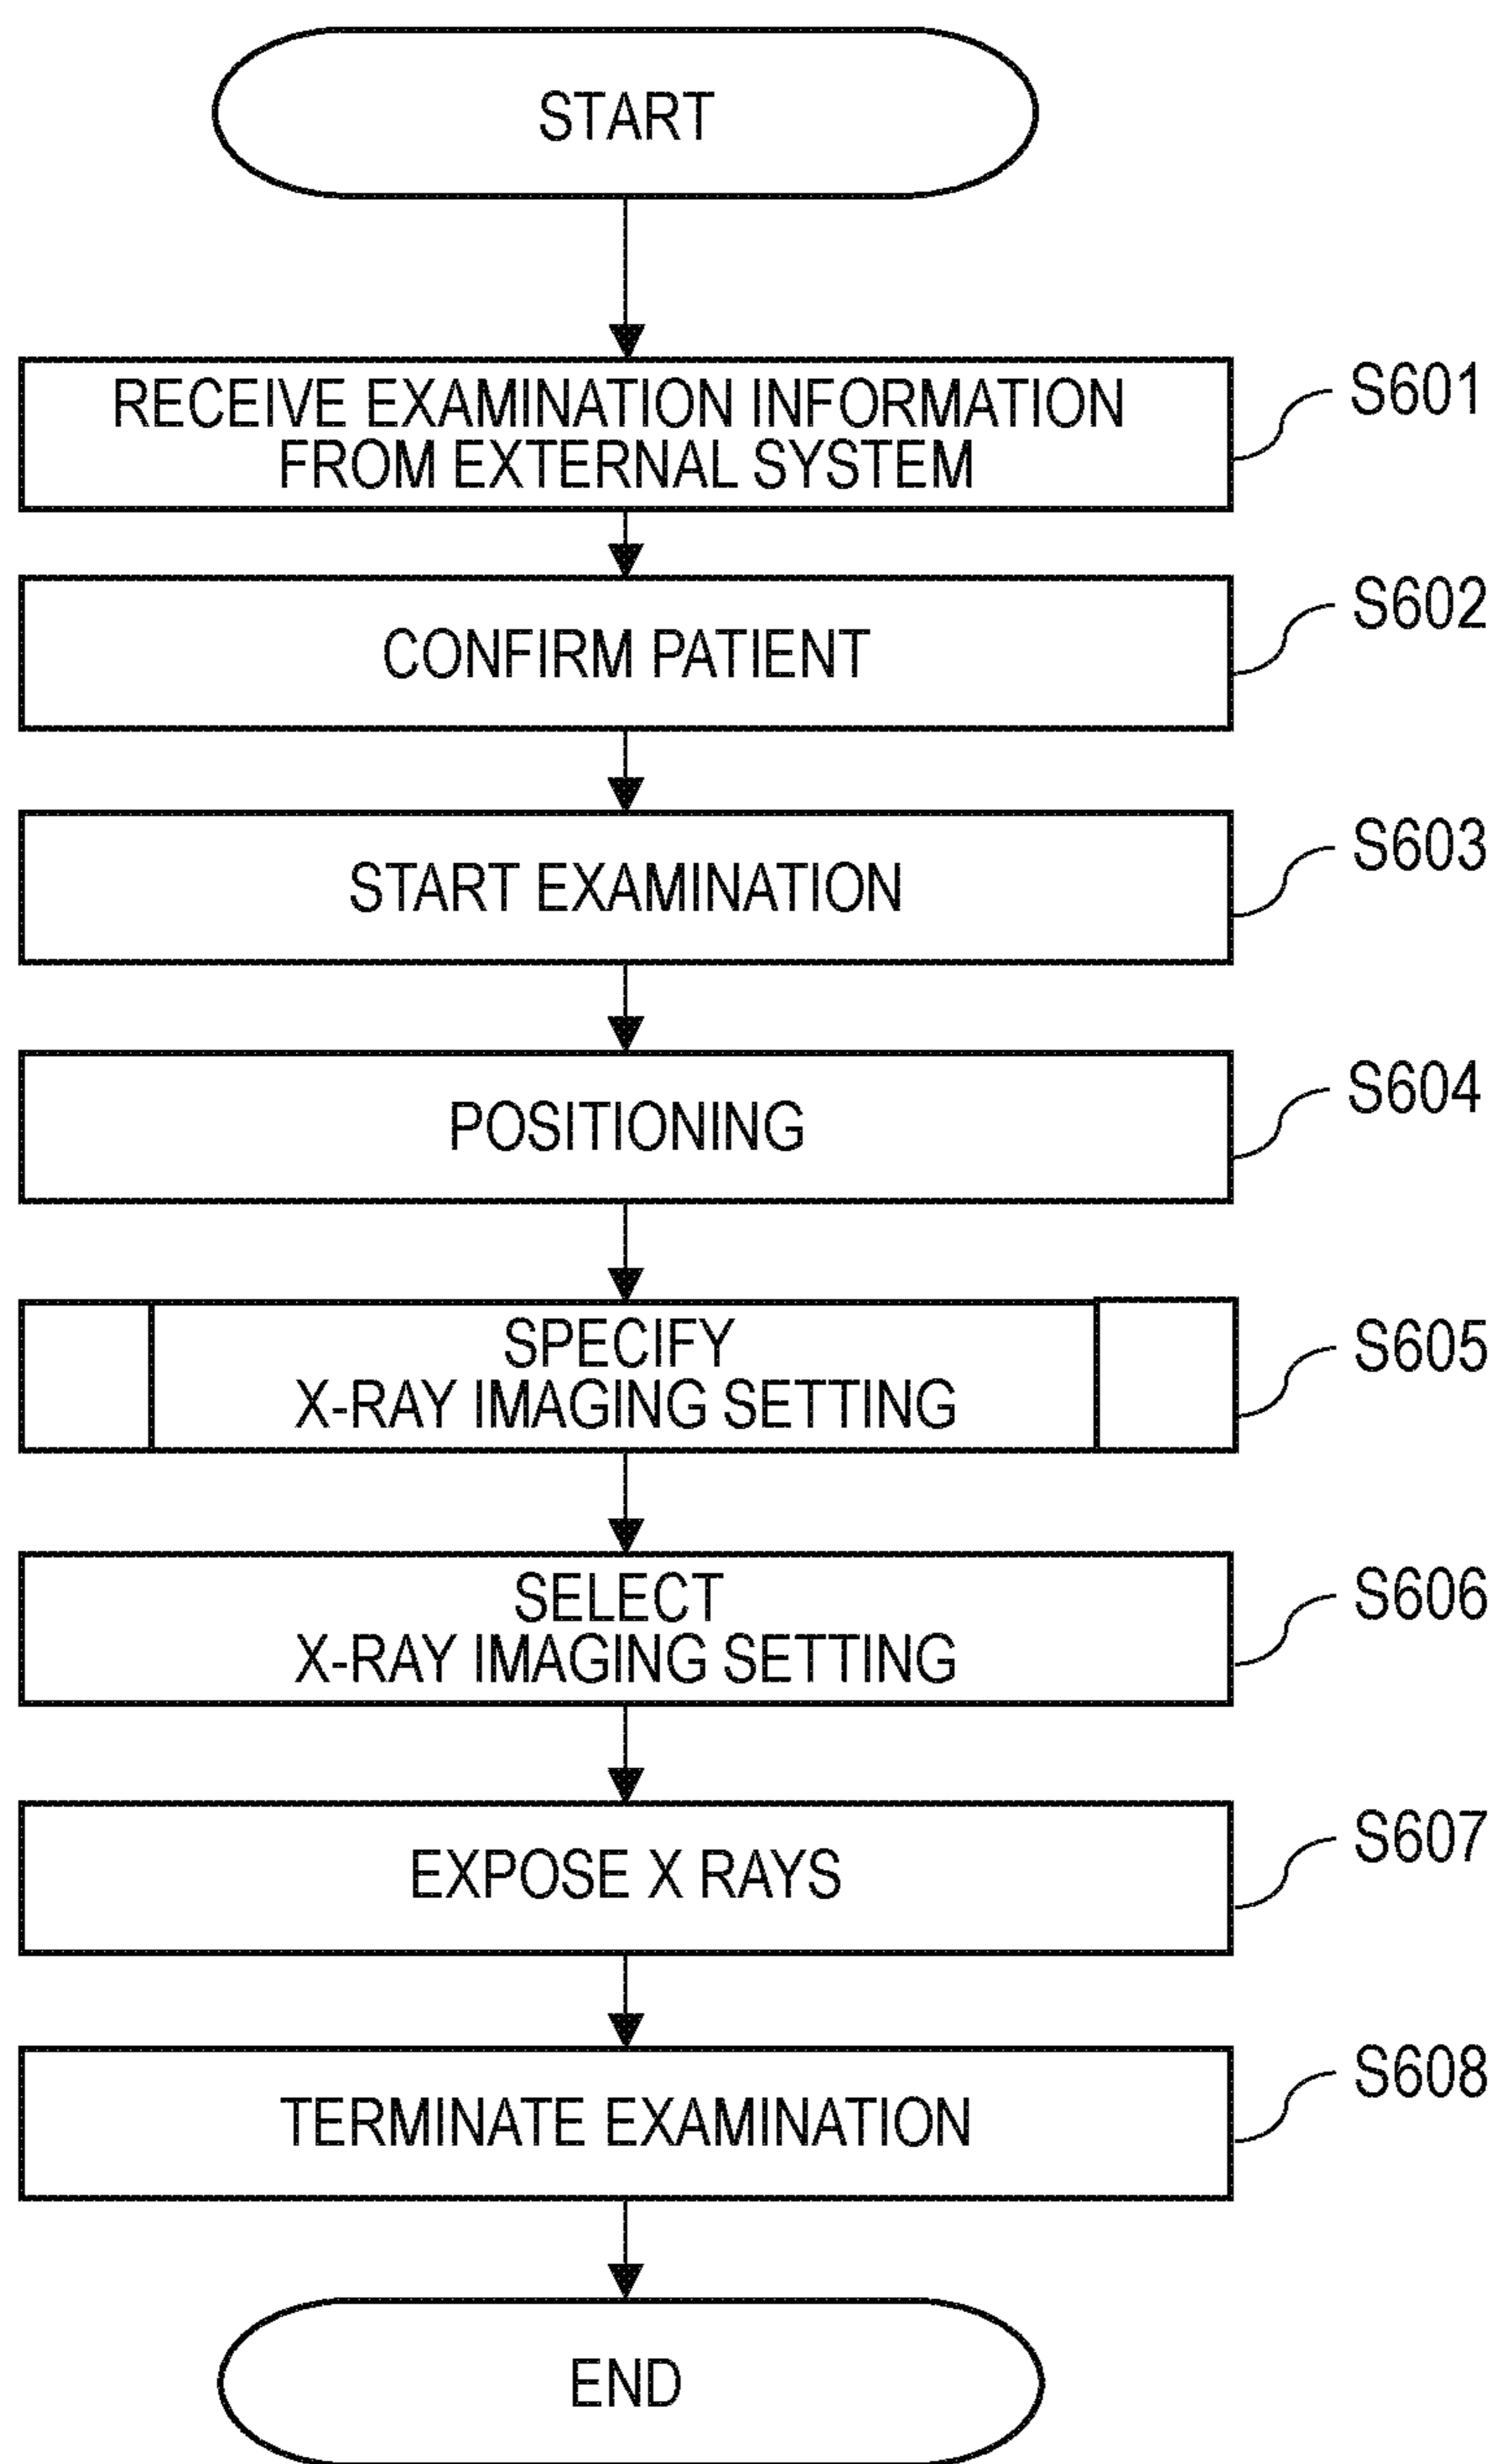 START
RECEIVE EXAMINATION INFORMATION
FROM EXTERNAL SYSTEM
S601
CONFIRM PATIENT
S602
START EXAMINATION
S603
POSITIONING
S604
SPECIFY
X-RAY IMAGING SETTING
S605
SELECT
X-RAY IMAGING SETTING
S606
EXPOSE X RAYS
S607
TERMINATE EXAMINATION
S608
END